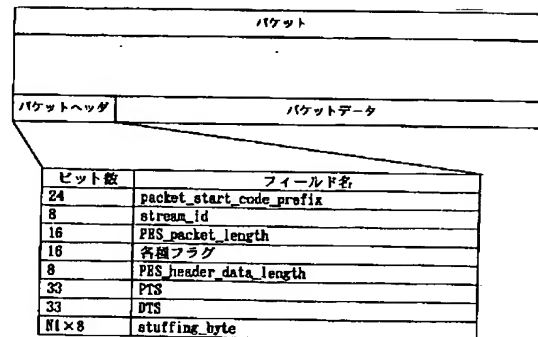 パケット
パケットヘッダ パケットデータ
ビット数 フィールド名
24 packet_start_code_prefix
8 stream_id
16 PES_packet_length
16 各種フラグ
8 PES_header_data_length
33 PTS
33 DTS
N1×8 stuffing_byte